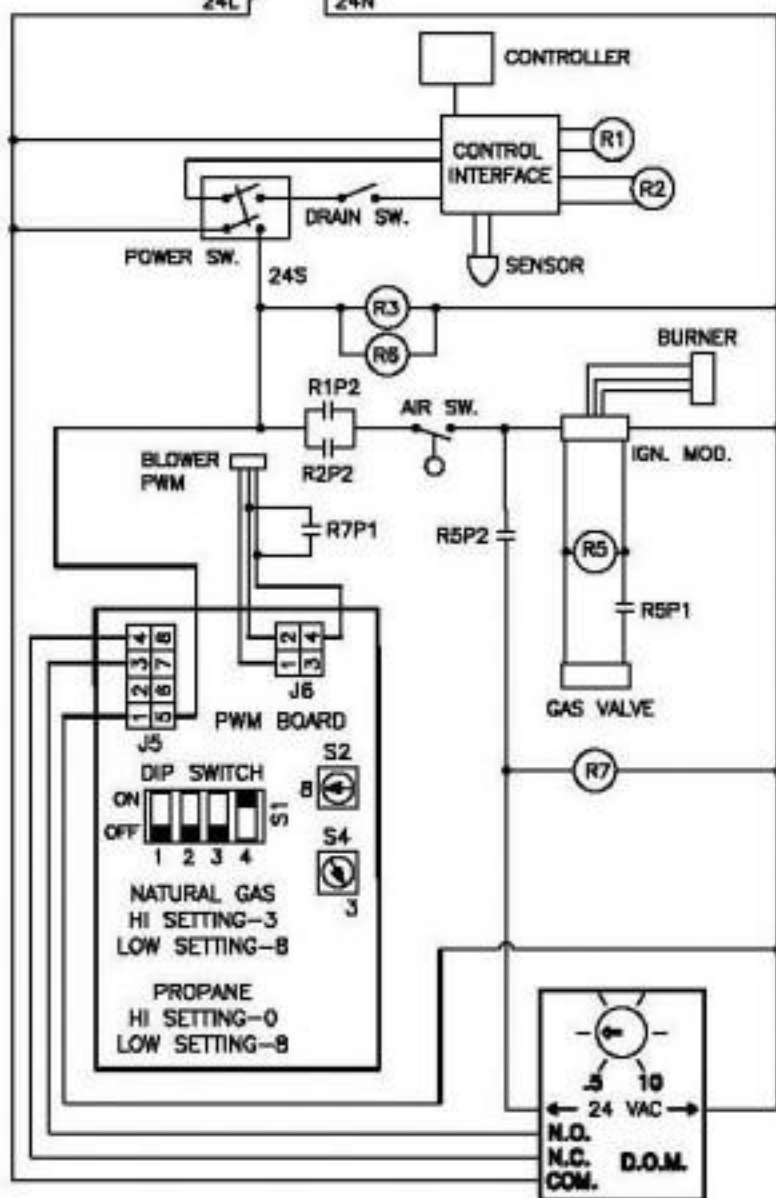 24L
24N
CONTROLLER
CONTROL
INTERFACE
R1
R2
DRAIN SW.
POWER SW.
24S
SENSOR
R3
R6
BURNER
R1P2
AIR SW.
R2P2
IGN. MOD.
BLOWER
PWM
R7P1
R5P2
R5
R5P1
4 8
3 7
2 6
1 5
J5
2 4
1 3
J6
GAS VALVE
PWM BOARD
R7
DIP SWITCH
ON
OFF
1 2 3 4
S1
S2
8
S4
3
NATURAL GAS
HI SETTING-3
LOW SETTING-8
PROPANE
HI SETTING-0
LOW SETTING-8
.5 10
24 VAC
N.O.
N.C.
COM.
D.O.M.